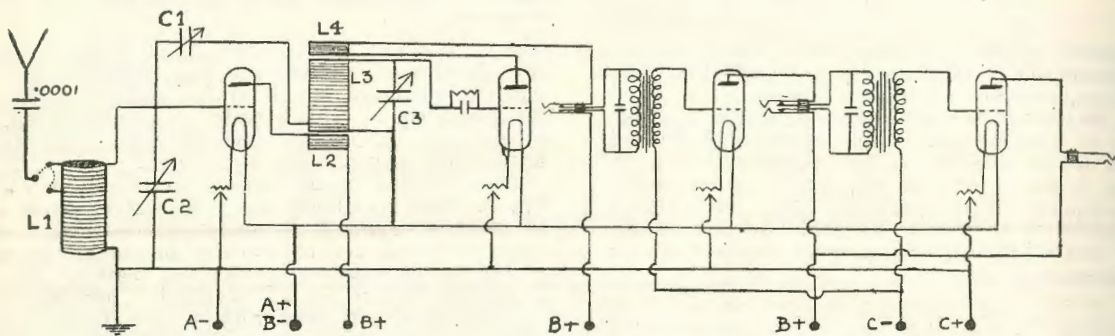 C1
L4
.0001
L3
C3
L2
C2
L1
A-
A+
B-
B+
B+
B+
C-
C+